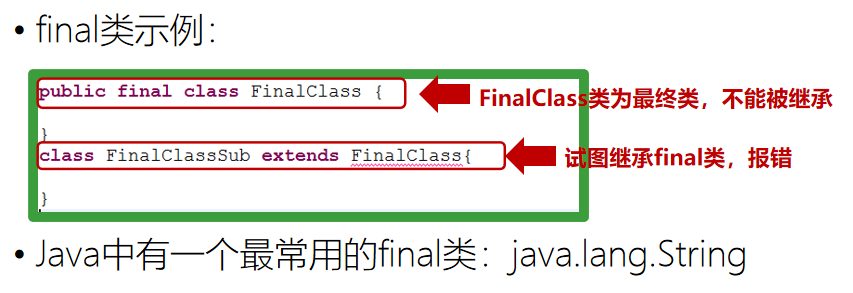 • final类示例：
public final class FinalClass {
FinalClass类为最终类，不能被继承
}
class FinalClassSub extends FinalClass{
试图继承final类，报错
}
• Java中有一个最常用的final类：java.lang.String